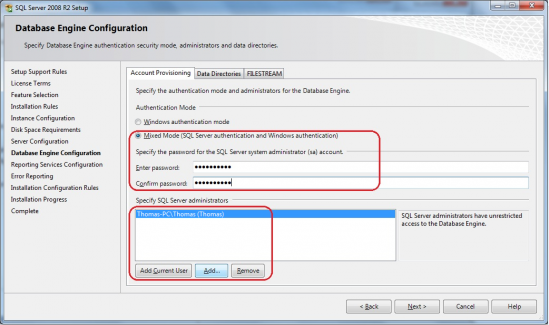 SQL Server 2008 R2 Setup
Database Engine Configuration
Specify Database Engine authentication security mode, administrators and data directories.
Setup Support Rules
License Terms
Feature Selection
Installation Rules
Instance Configuration
Disk Space Requirements
Server Configuration
Database Engine Configuration
Reporting Services Configuration
Error Reporting
Installation Configuration Rules
Installation Progress
Complete
Account Provisioning Data Directories FILESTREAM
Specify the authentication mode and administrators for the Database Engine.
Authentication Mode
Windows authentication mode
Mixed Mode (SQL Server authentication and Windows authentication)
Specify the password for the SQL Server system administrator (sa) account.
Enter password: ●●●●●●●●●●
Confirm password: ●●●●●●●●●●
Specify SQL Server administrators
Thomas-PC\Thomas (Thomas)
SQL Server administrators have unrestricted
access to the Database Engine.
Add Current User Add... Remove
< Back Next > Cancel Help